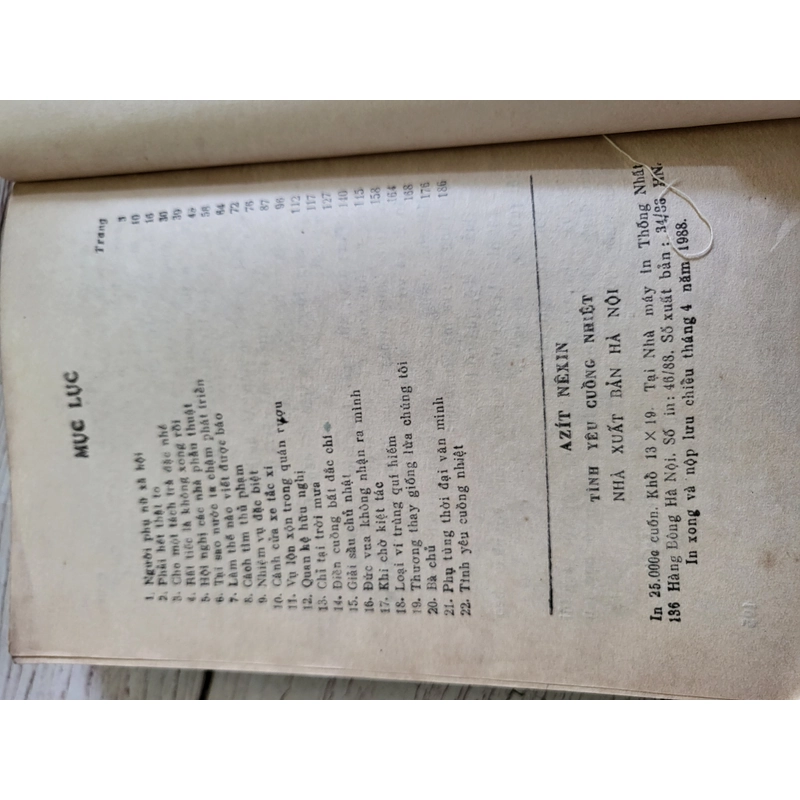 MỤC LỤC
Trang
1. Người phụ nữ xã hội 3
2. Phải hét thật to 10
3. Cho một tách trà đặc nhé 16
4. Rất tiếc là không xong rồi 30
5. Hội nghị các nhà phẫu thuật 39
6. Tại sao nước ta chậm phát triển 48
7. Làm thế nào viết được báo 56
8. Cách tìm thủ phạm 64
9. Nhiệm vụ đặc biệt 72
10. Cánh cửa xe tắc xi 78
11. Vụ lộn xộn trong quán rượu 87
12. Quan hệ hữu nghị 96
13. Chỉ tại trời mưa 112
14. Điên cuồng bất đắc chí 117
15. Giải sầu chủ nhật 127
16. Đức vua không nhận ra mình 140
17. Khi chờ kiệt tác 145
18. Loại vi trùng quí hiếm 158
19. Thương thay giống lừa chúng tôi 164
20. Bà chủ 168
21. Phụ tùng thời đại văn minh 176
22. Tình yêu cuồng nhiệt 186
AZÍT NÊXIN
TÌNH YÊU CUỒNG NHIỆT
NHÀ XUẤT BẢN HÀ NỘI
In 25.000 cuốn. Khổ 13 × 19. Tại Nhà máy in Thống Nhất
136 Hàng Bông Hà Nội. Số in: 46/88. Số xuất bản: 34/88 HN.
In xong và nộp lưu chiểu tháng 4 năm 1988.